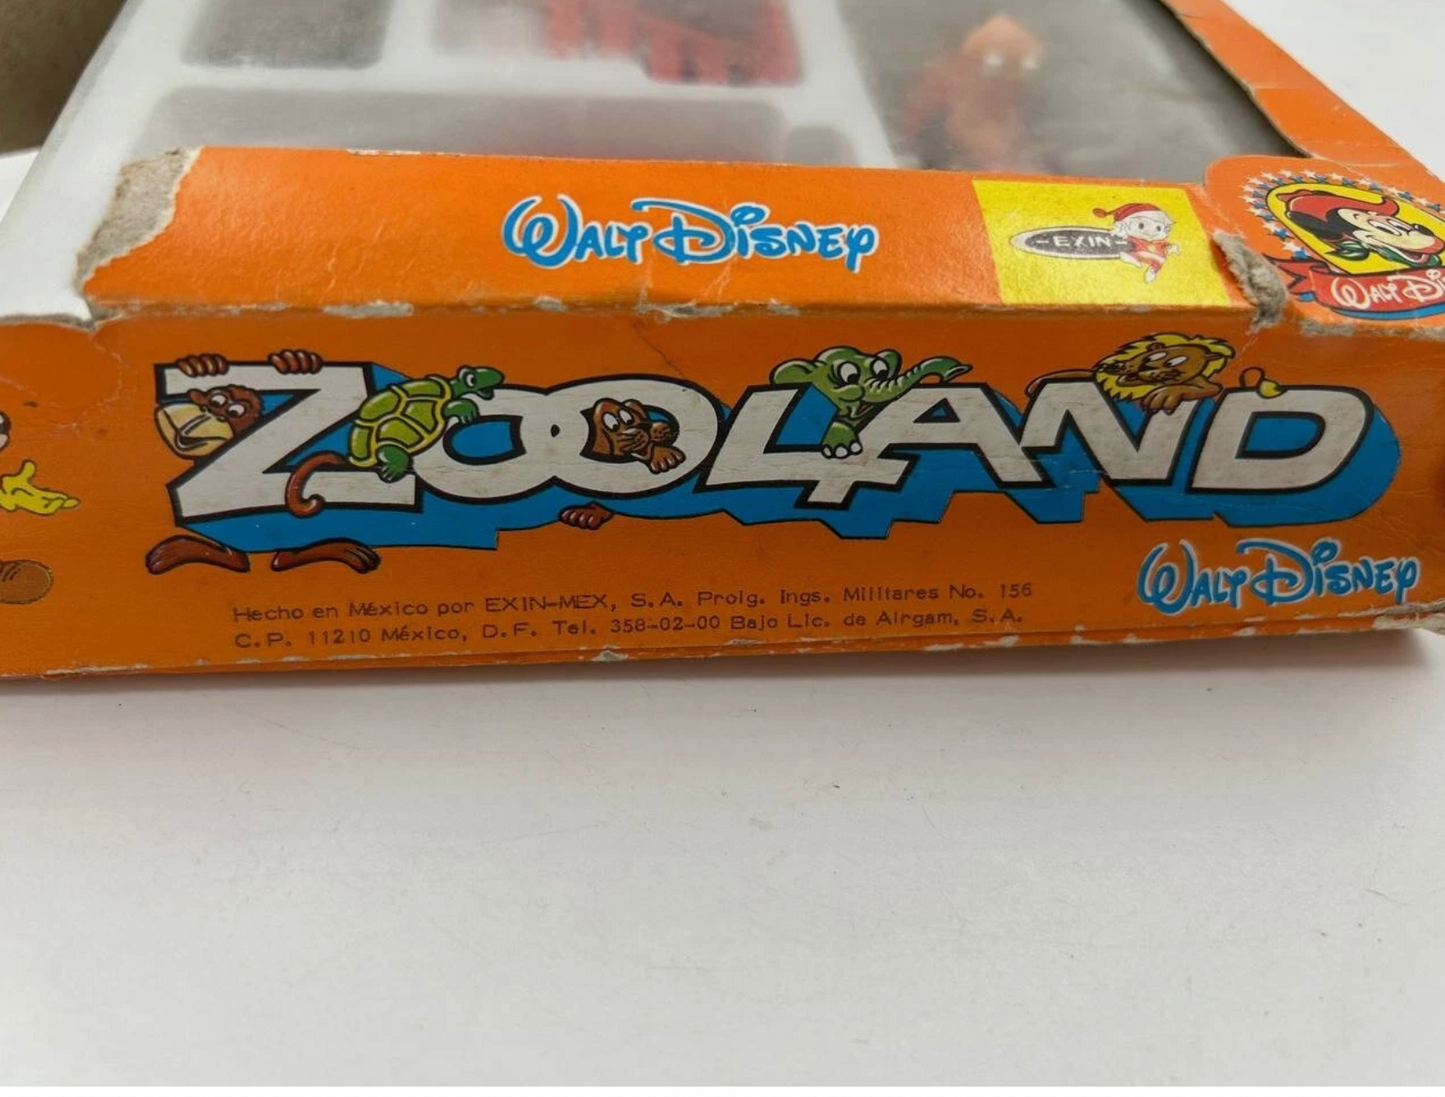 WALT DISNEY
-EXIN-
WALT DI
ZOOLAND
WALT DISNEY
Hecho en México por EXIN-MEX, S.A. Prolg. Ings. Militares No. 156
C.P. 11210 México, D.F. Tel. 358-02-00 Bajo Lic. de Airgam, S.A.